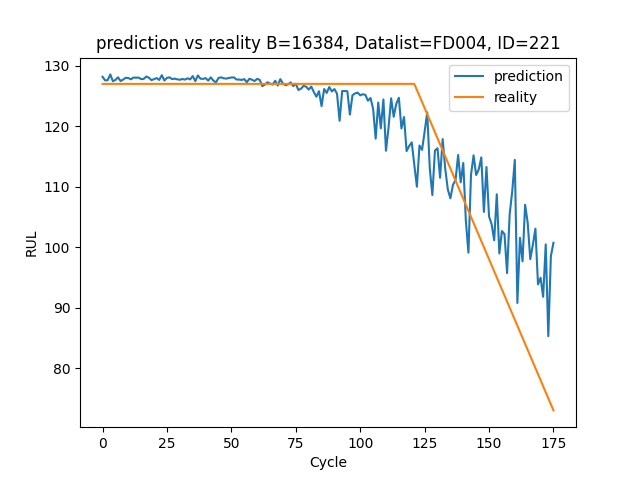 prediction vs reality B=16384, Datalist=FD004, ID=221
prediction
reality
RUL
130
120
110
100
90
80
0
25
50
75
100
125
150
175
Cycle